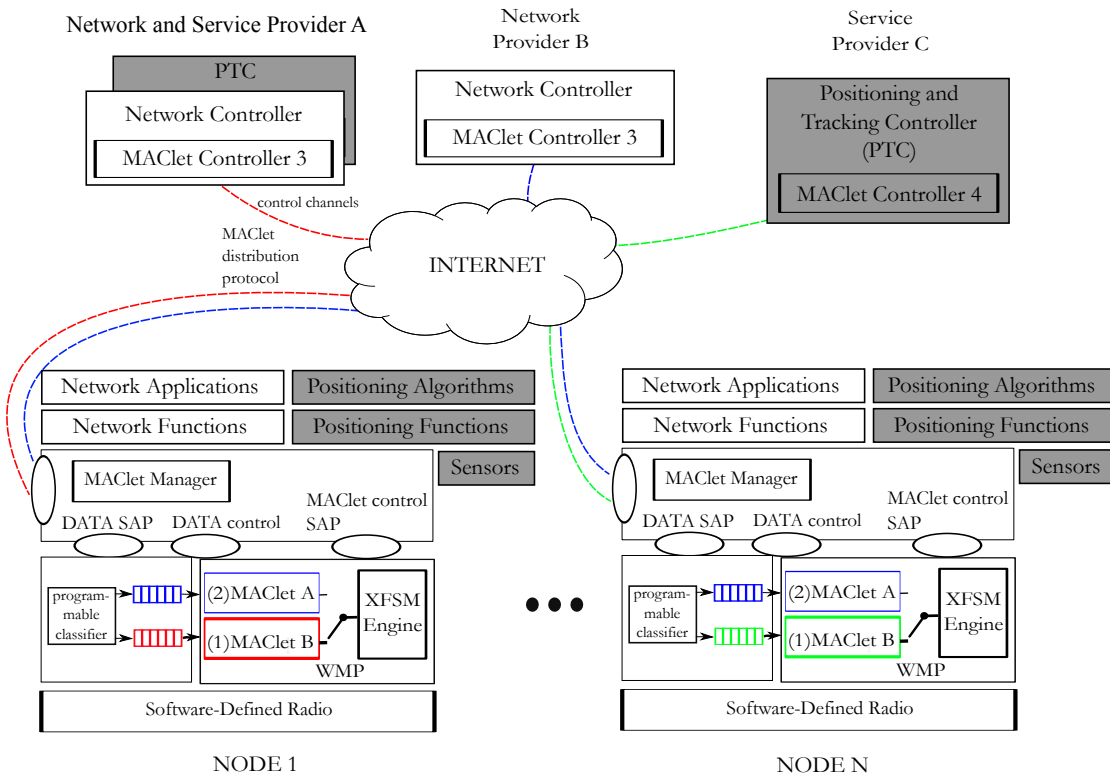 Network and Service Provider A
Network
Provider B
Service
Provider C
PTC
Network Controller
MAClet Controller 3
Network Controller
MAClet Controller 3
Positioning and
Tracking Controller
(PTC)
MAClet Controller 4
control channels
MAClet
distribution
protocol
INTERNET
Network Applications
Positioning Algorithms
Network Functions
Positioning Functions
Sensors
MAClet Manager
MAClet control
SAP
DATA SAP
DATA control
program-
mable
classifier
(2)MAClet A
(1)MAClet B
XFSM
Engine
WMP
Software-Defined Radio
NODE 1
Network Applications
Positioning Algorithms
Network Functions
Positioning Functions
Sensors
MAClet Manager
MAClet control
SAP
DATA SAP
DATA control
program-
mable
classifier
(2)MAClet A
(1)MAClet B
XFSM
Engine
WMP
Software-Defined Radio
NODE N